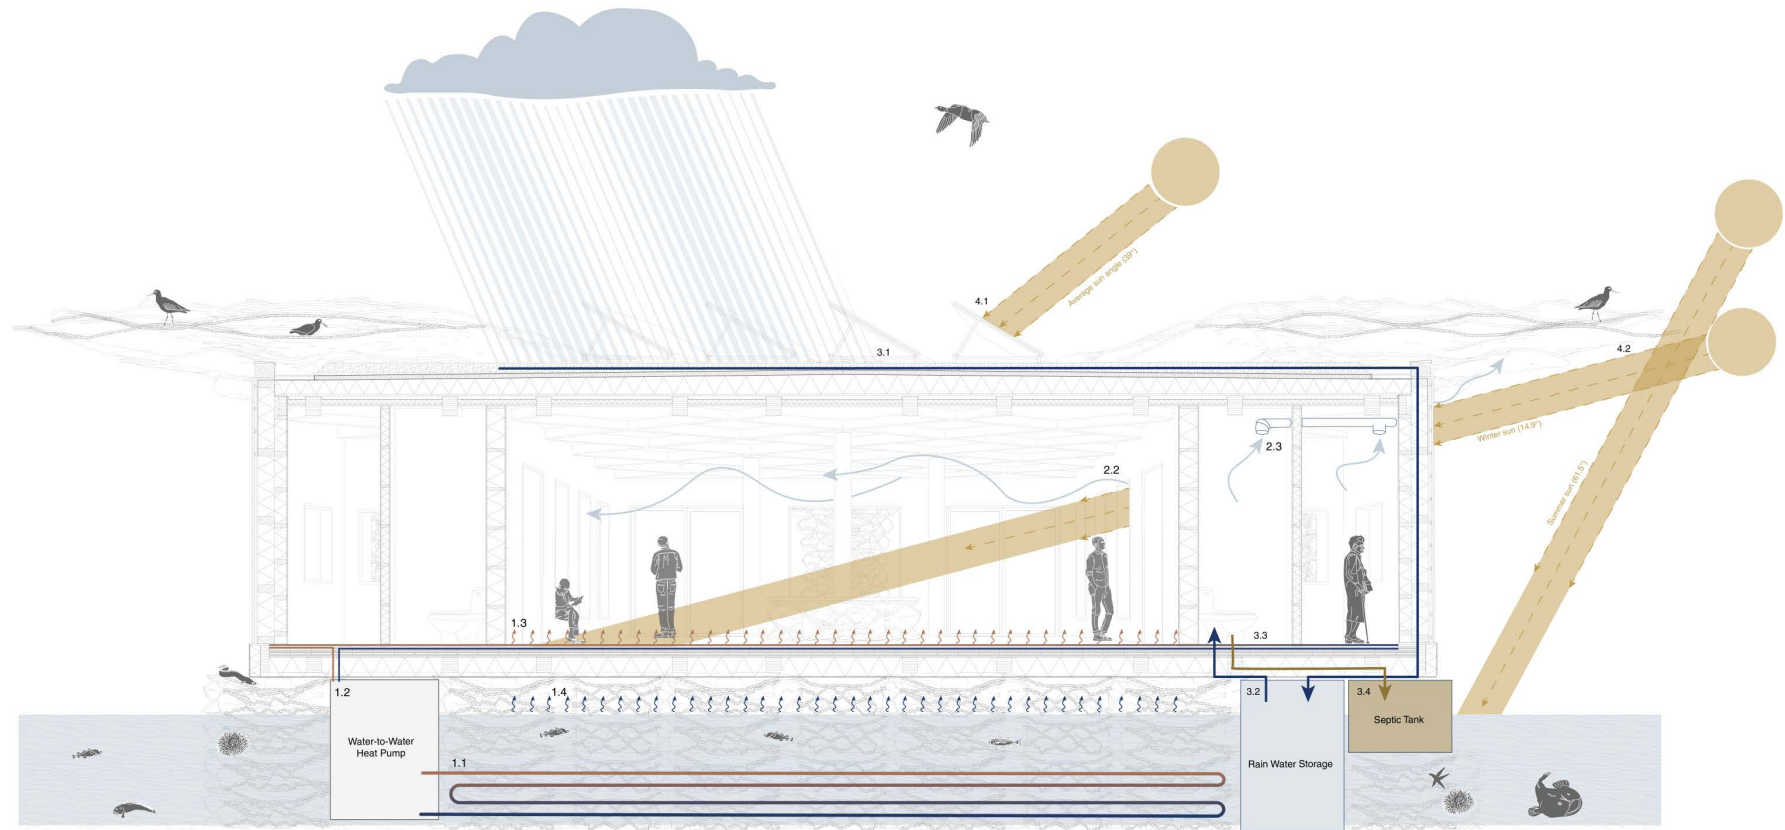 Average sun angle (39°)
4.1
3.1
4.2
Winter sun (14.9°)
Summer sun (61.5°)
2.3
2.2
1.3
3.3
1.2
1.4
3.2
3.4
Septic Tank
Water-to-Water
Heat Pump
1.1
Rain Water Storage